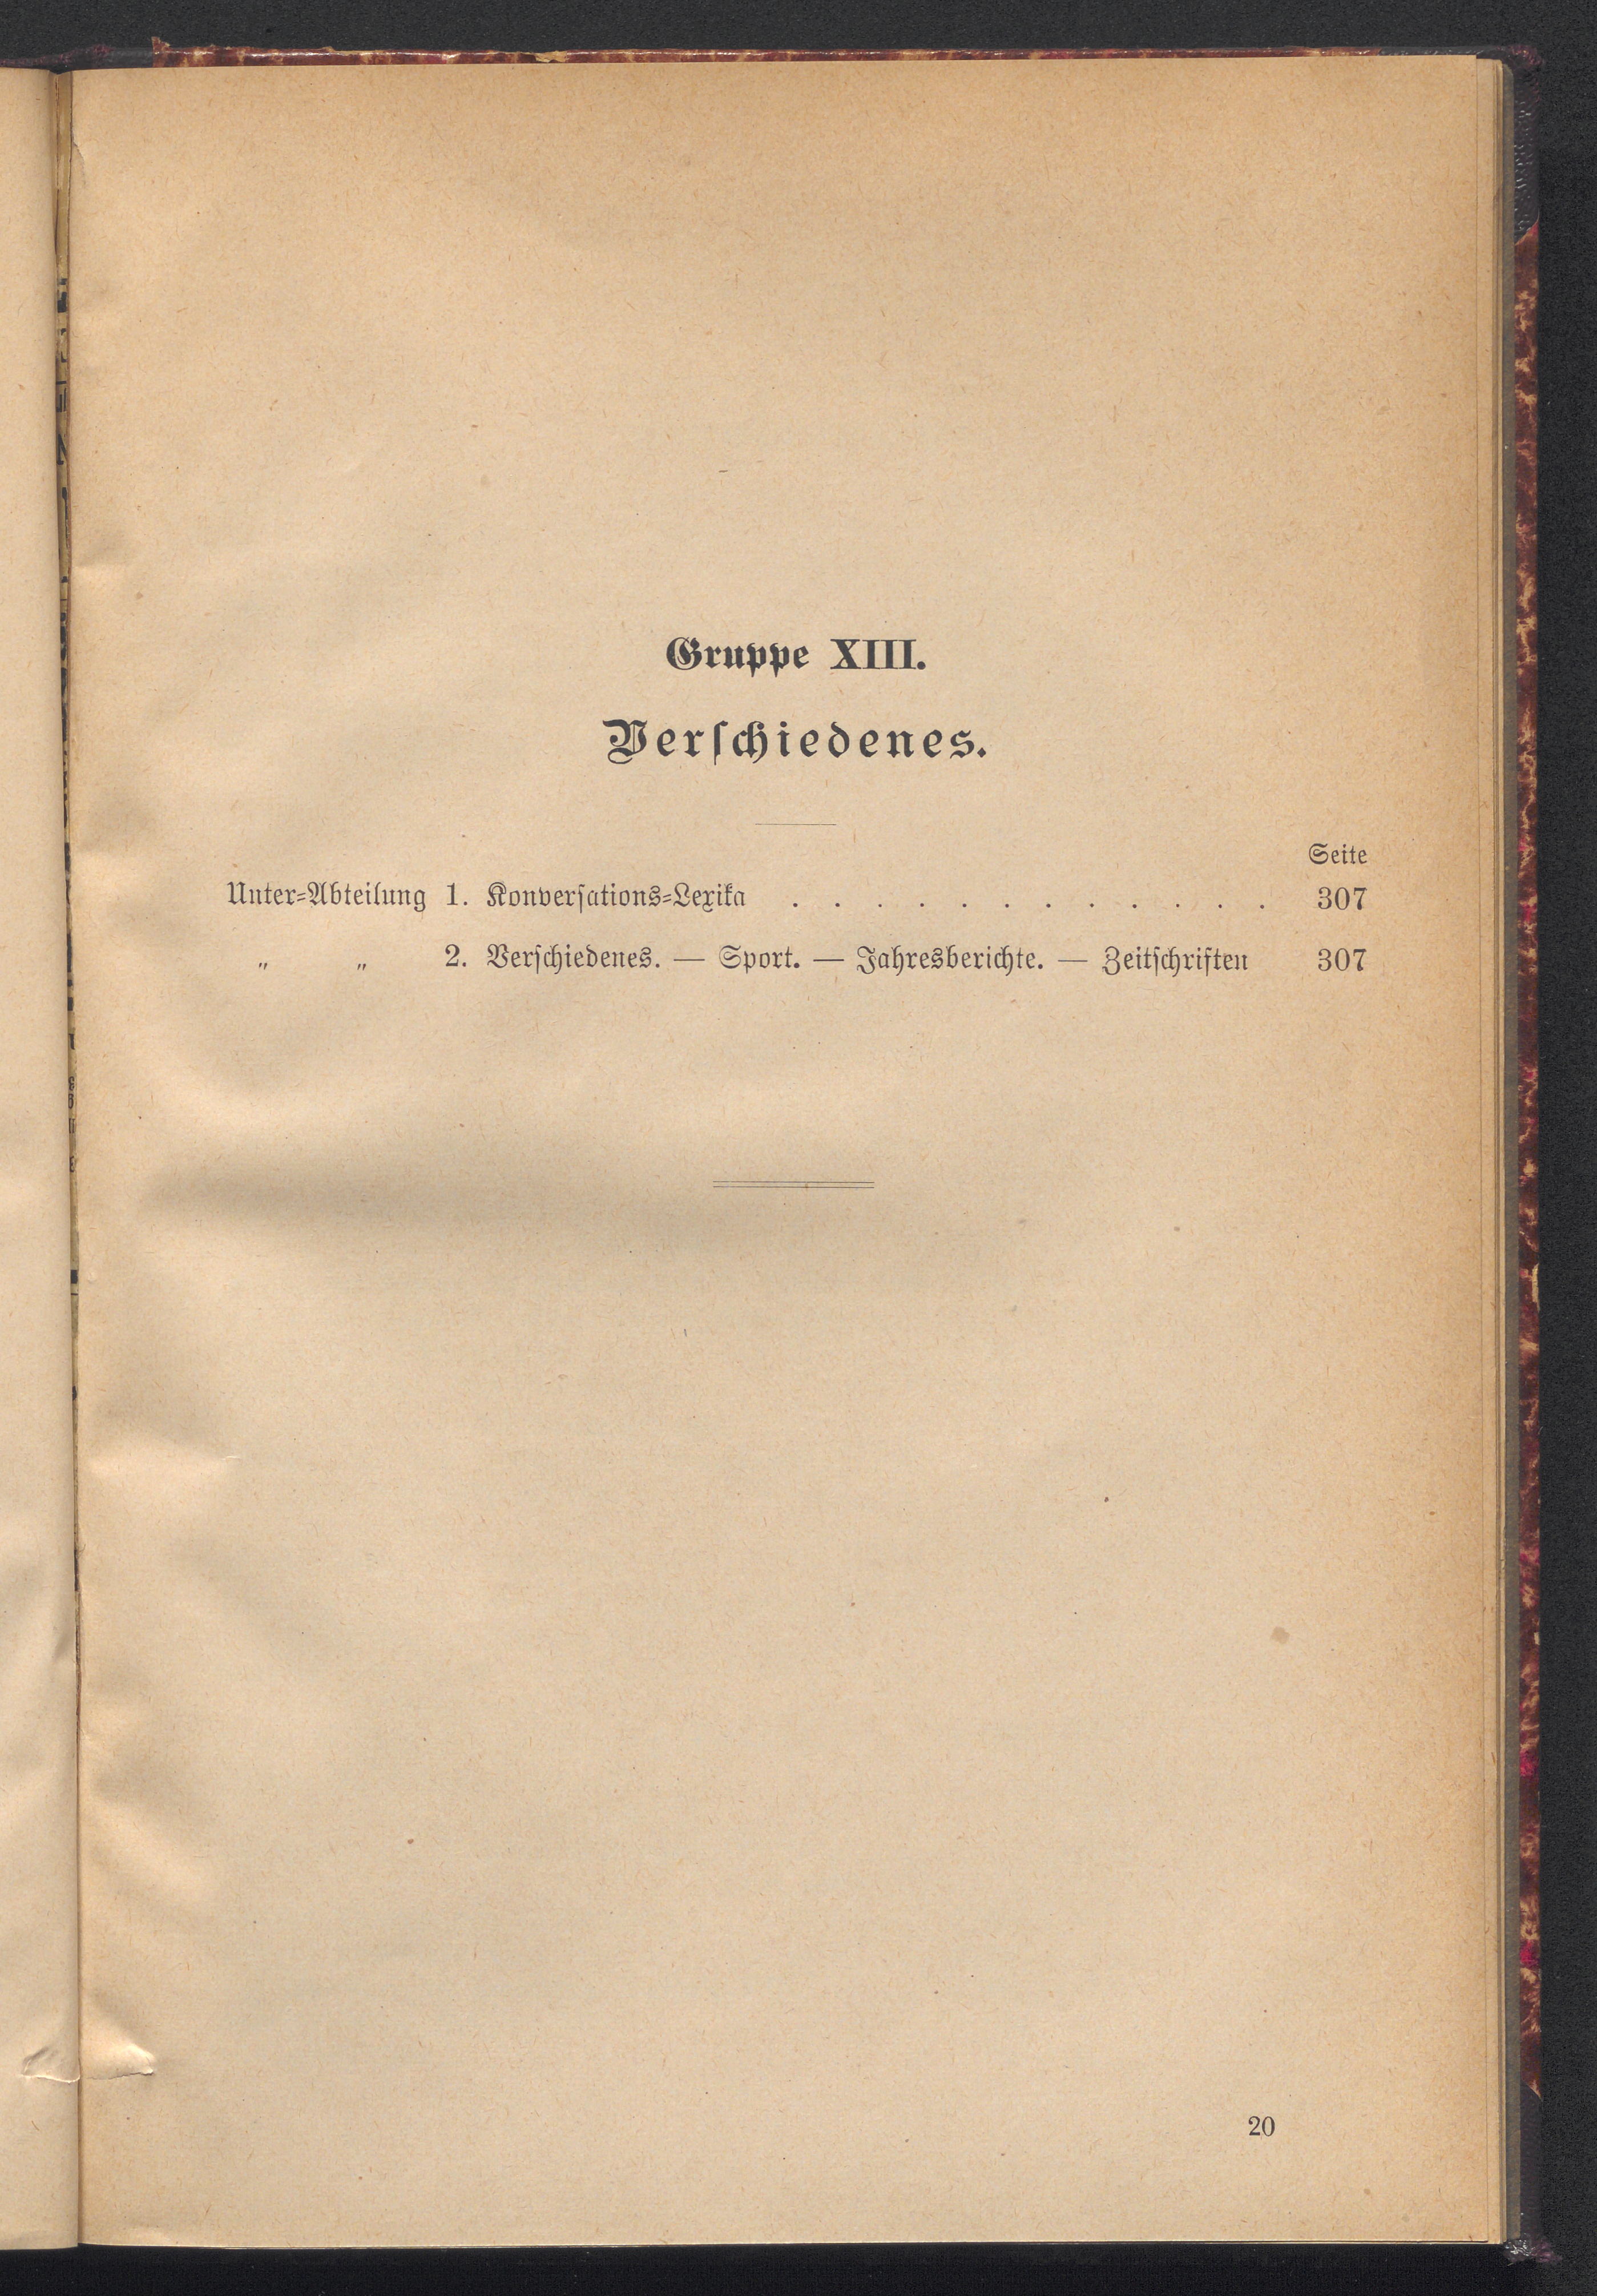 Gruppe XIII.
Verſchiedenes.
Seite
Unter-Abteilung 1. Konverſations-Lexika . . . . . . . . . . . . 307
„ „ 2. Verſchiedenes. — Sport. — Jahresberichte. — Zeitſchriften 307
20